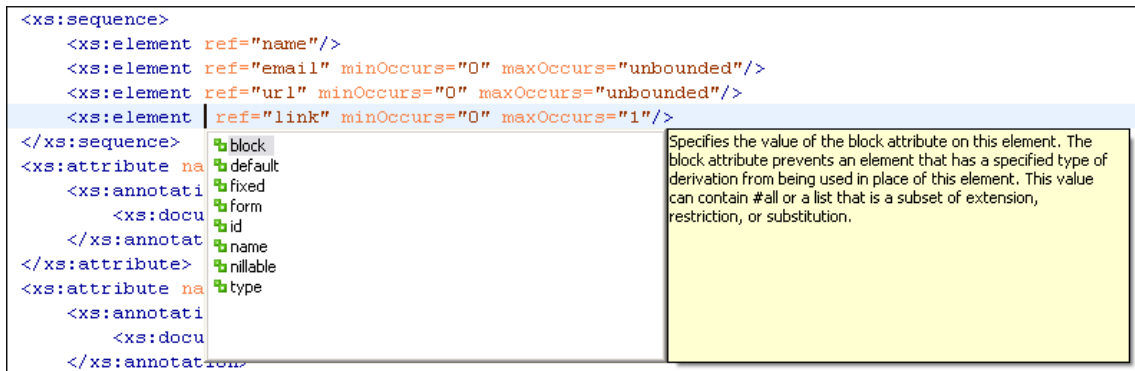 <xs:sequence>
<xs:element ref="name"/>
<xs:element ref="email" minOccurs="0" maxOccurs="unbounded"/>
<xs:element ref="url" minOccurs="0" maxOccurs="unbounded"/>
<xs:element ref="link" minOccurs="0" maxOccurs="1"/>
</xs:sequence>
<xs:attribute na
<xs:annotati
<xs:docu
</xs:annotat
</xs:attribute>
<xs:attribute na
<xs:annotati
<xs:docu
</xs:annotation>
block
default
fixed
form
id
name
nillable
type
Specifies the value of the block attribute on this element. The
block attribute prevents an element that has a specified type of
derivation from being used in place of this element. This value
can contain #all or a list that is a subset of extension,
restriction, or substitution.